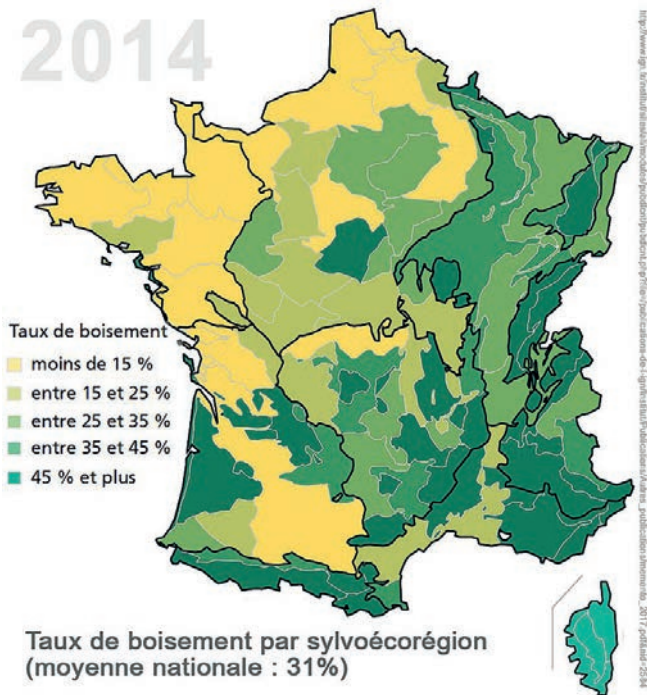 2014
Taux de boisement
moins de 15 %
entre 15 et 25 %
entre 25 et 35 %
entre 35 et 45 %
45 % et plus
Taux de boisement par sylvoécorégion
(moyenne nationale : 31%)